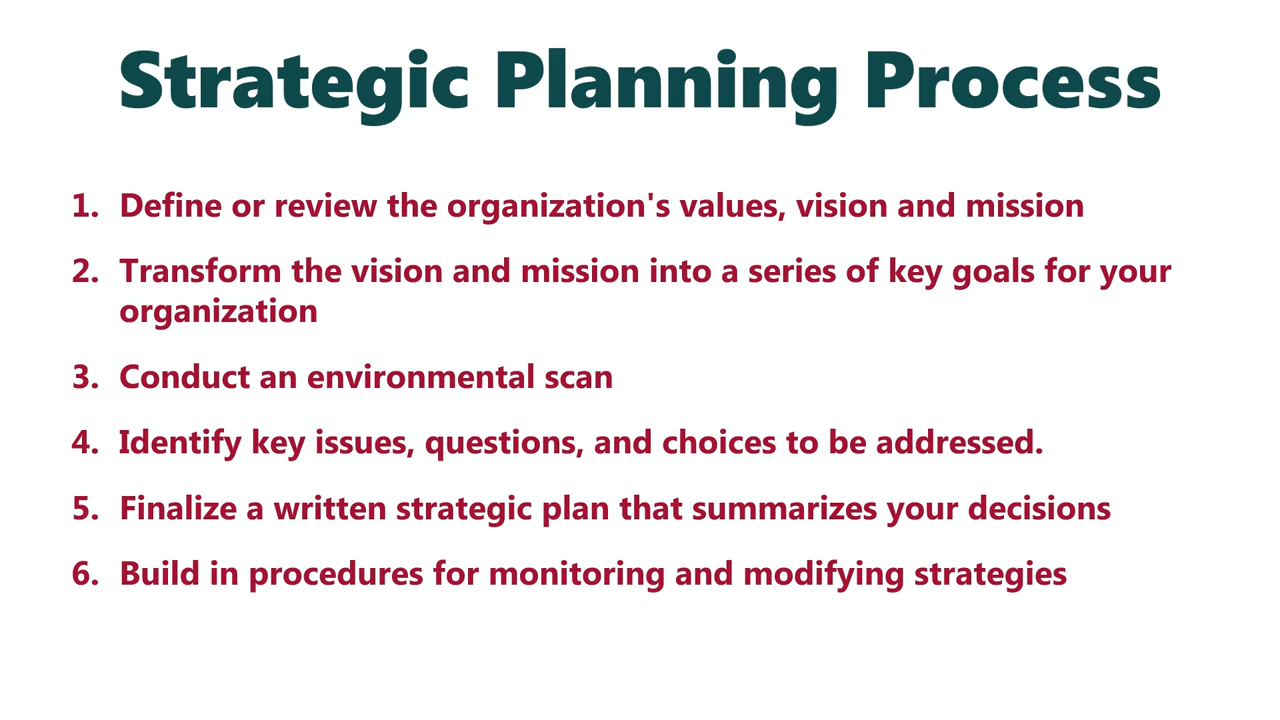 Strategic Planning Process
1. Define or review the organization's values, vision and mission
2. Transform the vision and mission into a series of key goals for your
organization
3. Conduct an environmental scan
4. Identify key issues, questions, and choices to be addressed.
5. Finalize a written strategic plan that summarizes your decisions
6. Build in procedures for monitoring and modifying strategies